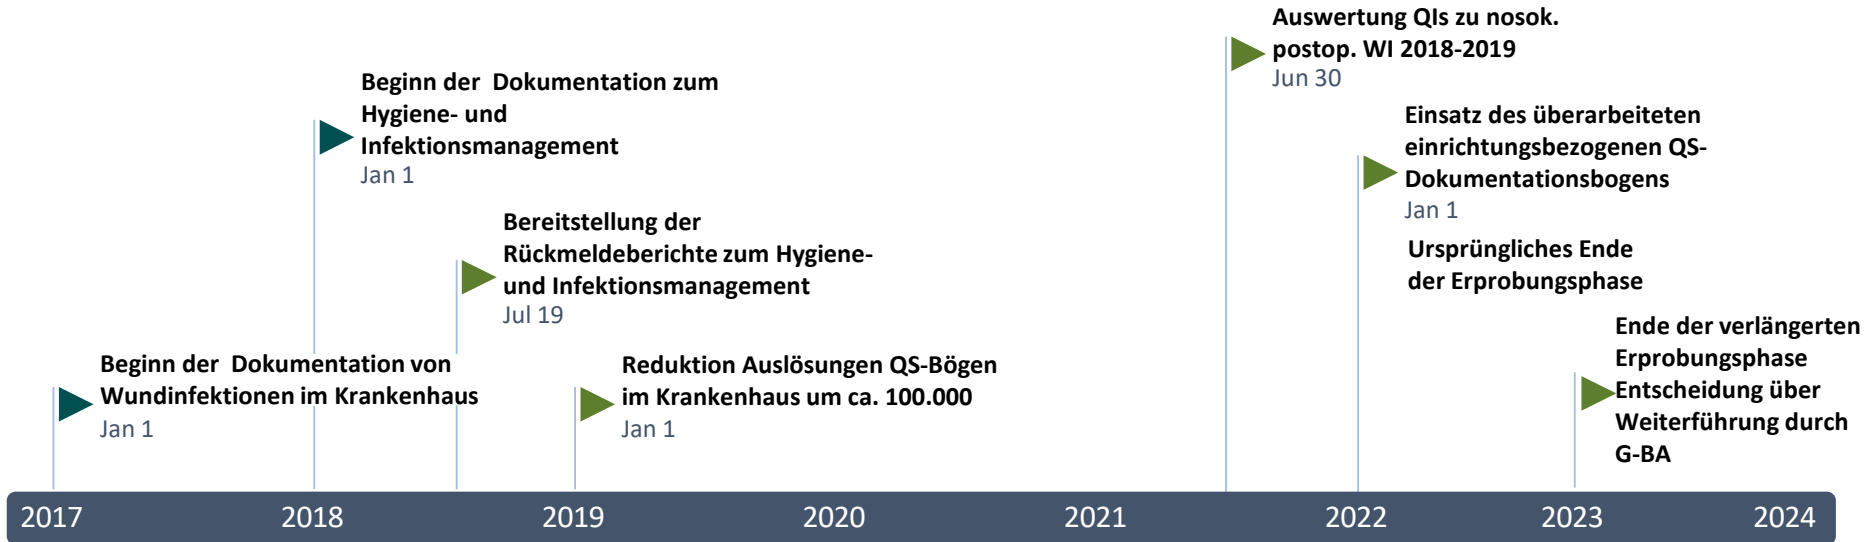 Auswertung QIs zu nosok.
postop. WI 2018-2019
Jun 30
Beginn der Dokumentation zum
Hygiene- und
Infektionsmanagement
Jan 1
Einsatz des überarbeiteten
einrichtungsbezogenen QS-
Dokumentationsbogens
Jan 1
Bereitstellung der
Rückmeldeberichte zum Hygiene-
und Infektionsmanagement
Jul 19
Ursprüngliches Ende
der Erprobungsphase
Beginn der Dokumentation von
Wundinfektionen im Krankenhaus
Jan 1
Reduktion Auslösungen QS-Bögen
im Krankenhaus um ca. 100.000
Jan 1
Ende der verlängerten
Erprobungsphase
Entscheidung über
Weiterführung durch
G-BA
2017 2018 2019 2020 2021 2022 2023 2024